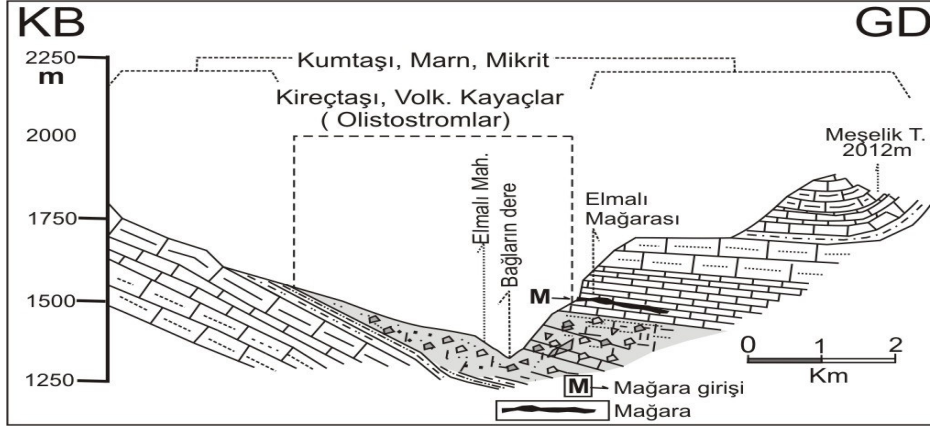 KB
GD
2250
m
2000
1750
1500
1250
Kumtaşı, Marn, Mikrit
Kireçtaşı, Volk. Kayaçlar
( Olistostromlar)
Meşelik T.
2012m
Elmalı Mah.
Bağların dere
Elmalı
Mağarası
M
0 1 2
Km
M Mağara girişi
Mağara